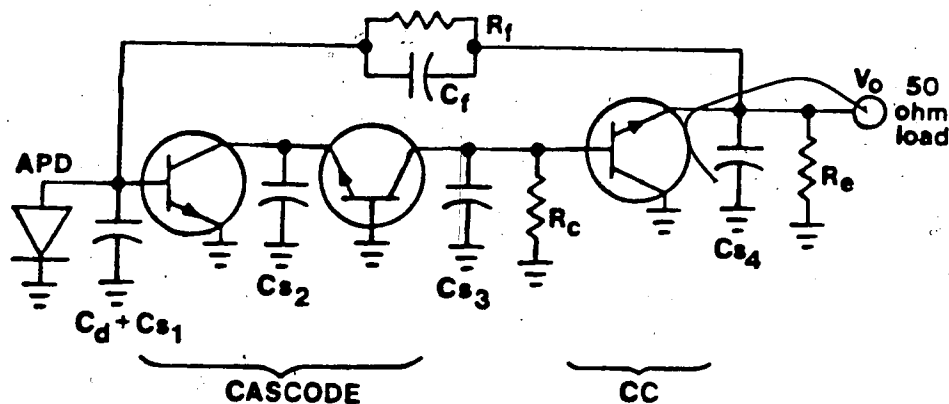 Rf
Cf
Vo 50 ohm load
APD
Cd + Cs1
Cs2
Cs3
Rc
Cs4
Re
CASCODE
CC